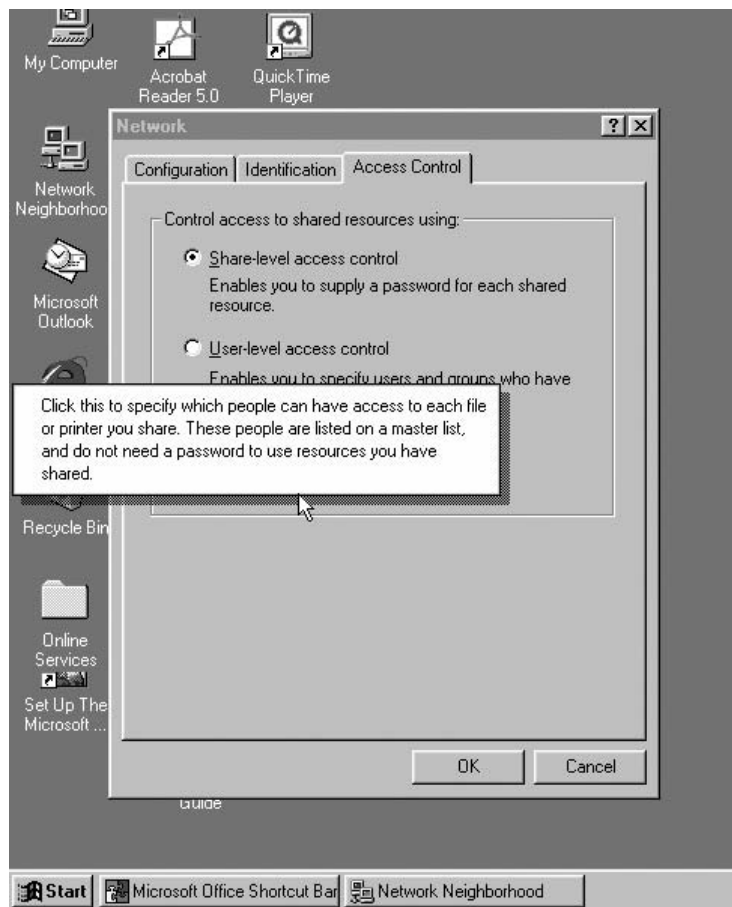 My Computer
Acrobat
Reader 5.0
QuickTime
Player
Network
Neighborhoo
Microsoft
Outlook
Recycle Bin
Online
Services
Set Up The
Microsoft ...
Guide
Network
Configuration
Identification
Access Control
Control access to shared resources using:
Share-level access control
Enables you to supply a password for each shared
resource.
User-level access control
Enables you to specify users and groups who have
Click this to specify which people can have access to each file
or printer you share. These people are listed on a master list,
and do not need a password to use resources you have
shared.
OK
Cancel
Start
Microsoft Office Shortcut Bar
Network Neighborhood